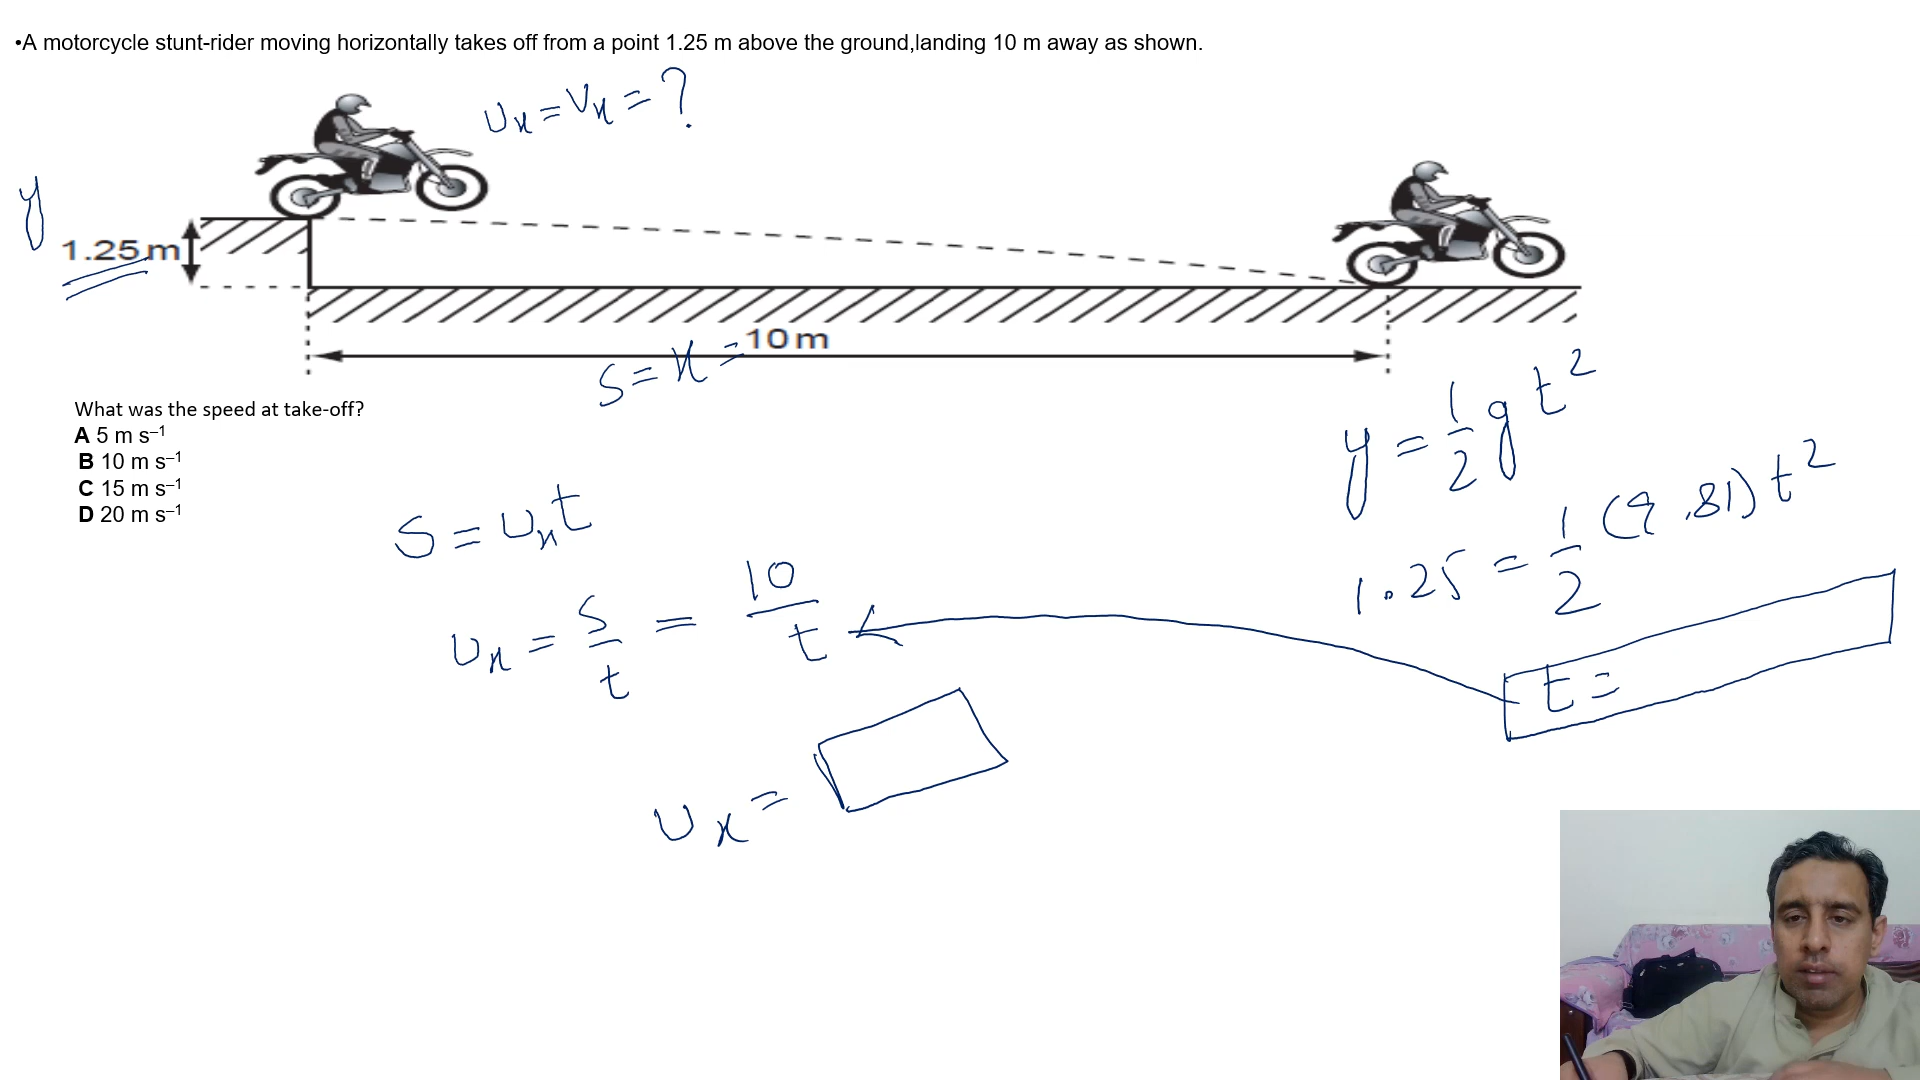 •A motorcycle stunt-rider moving horizontally takes off from a point 1.25 m above the ground,landing 10 m away as shown.
Ux = Vx = ?
y
1.25 m
10 m
S = x =
What was the speed at take-off?
A 5 m s–1
B 10 m s–1
C 15 m s–1
D 20 m s–1
y = 1/2 g t²
S = Uxt
1.25 = 1/2 (9.81) t²
Ux = S/t = 10/t
t =
Ux =